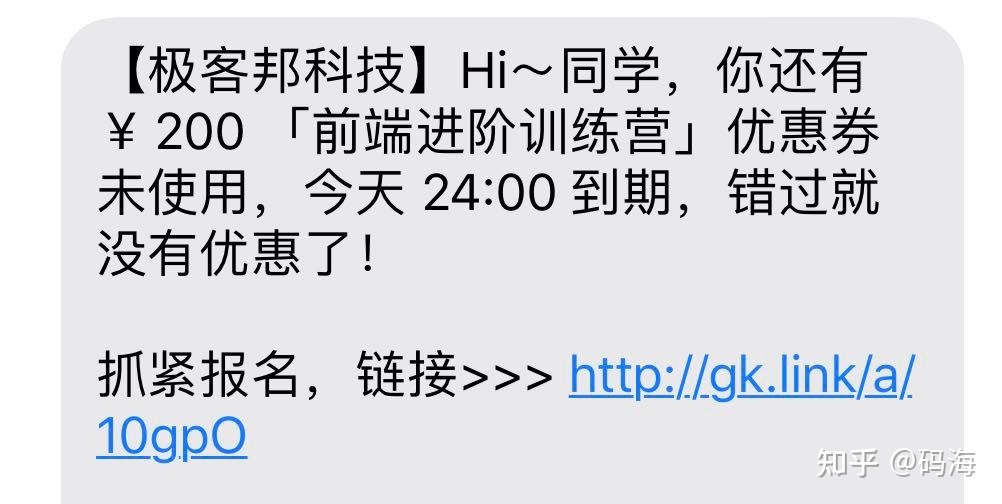 【极客邦科技】Hi～同学，你还有
￥200 「前端进阶训练营」优惠券
未使用，今天 24:00 到期，错过就
没有优惠了！
抓紧报名，链接>>> http://gk.link/a/
10gpO
知乎 @码海